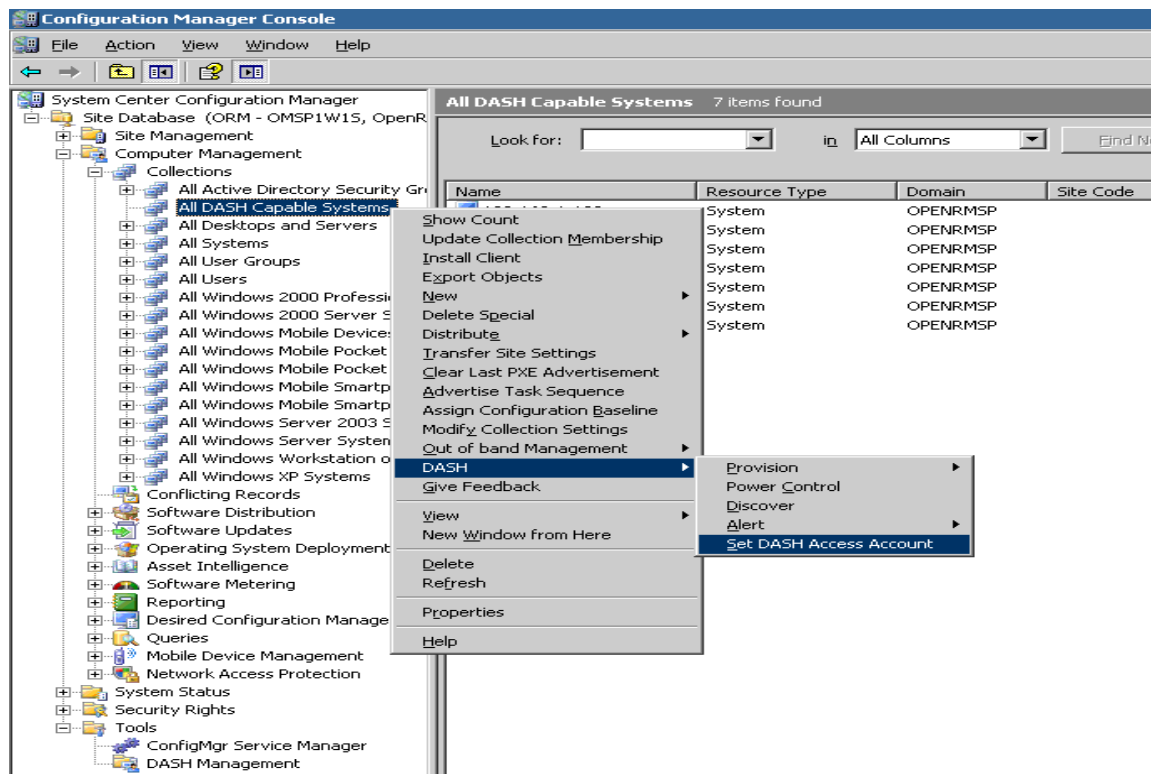 Configuration Manager Console
File Action View Window Help
System Center Configuration Manager
Site Database (ORM - OMSP1W1S, OpenR
Site Management
Computer Management
Collections
All Active Directory Security Gr
All DASH Capable Systems
All Desktops and Servers
All Systems
All User Groups
All Users
All Windows 2000 Professi
All Windows 2000 Server S
All Windows Mobile Device
All Windows Mobile Pocket
All Windows Mobile Pocket
All Windows Mobile Smartp
All Windows Mobile Smartp
All Windows Server 2003 S
All Windows Server System
All Windows Workstation o
All Windows XP Systems
Conflicting Records
Software Distribution
Software Updates
Operating System Deployment
Asset Intelligence
Software Metering
Reporting
Desired Configuration Manage
Queries
Mobile Device Management
Network Access Protection
System Status
Security Rights
Tools
ConfigMgr Service Manager
DASH Management
All DASH Capable Systems 7 items found
Look for: in All Columns Find N
Name Resource Type Domain Site Code
System OPENRMSP
System OPENRMSP
System OPENRMSP
System OPENRMSP
System OPENRMSP
System OPENRMSP
System OPENRMSP
Show Count
Update Collection Membership
Install Client
Export Objects
New
Delete Special
Distribute
Transfer Site Settings
Clear Last PXE Advertisement
Advertise Task Sequence
Assign Configuration Baseline
Modify Collection Settings
Out of band Management
DASH
Give Feedback
View
New Window from Here
Delete
Refresh
Properties
Help
Provision
Power Control
Discover
Alert
Set DASH Access Account